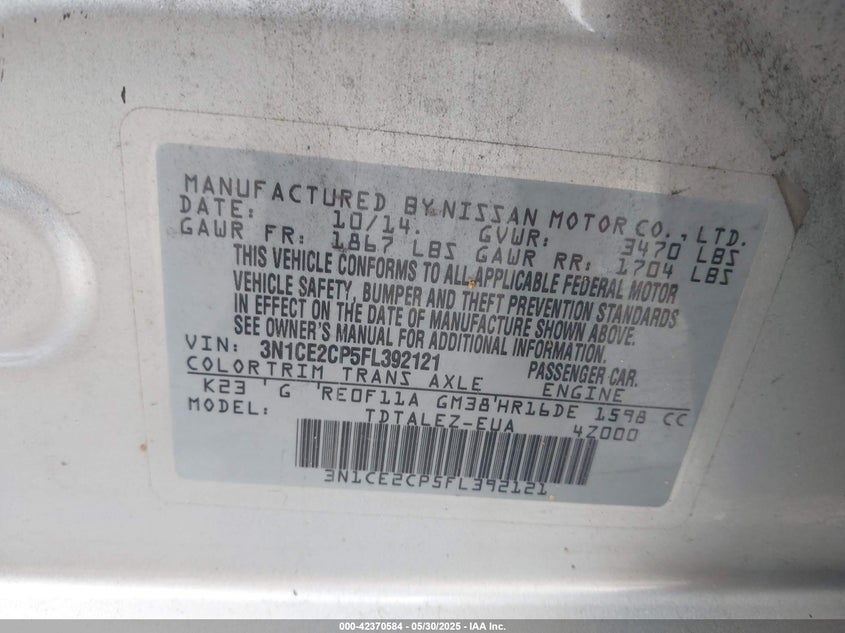 MANUFACTURED BY NISSAN MOTOR CO., LTD.
DATE: 10/14. GVWR: 3470 LBS
GAWR FR: 1867 LBS GAWR RR: 1704 LBS
THIS VEHICLE CONFORMS TO ALL APPLICABLE FEDERAL MOTOR
VEHICLE SAFETY, BUMPER AND THEFT PREVENTION STANDARDS
IN EFFECT ON THE DATE OF MANUFACTURE SHOWN ABOVE.
SEE OWNER'S MANUAL FOR ADDITIONAL INFORMATION.
VIN: 3N1CE2CP5FL392121 PASSENGER CAR.
COLORTRIM TRANS AXLE ENGINE
K23 'G 'RE0F11A GM38'HR16DE 1598 CC
MODEL: TDTALEZ-EUA 4Z000
3N1CE2CP5FL392121
000-42370584 - 05/30/2025 - IAA Inc.